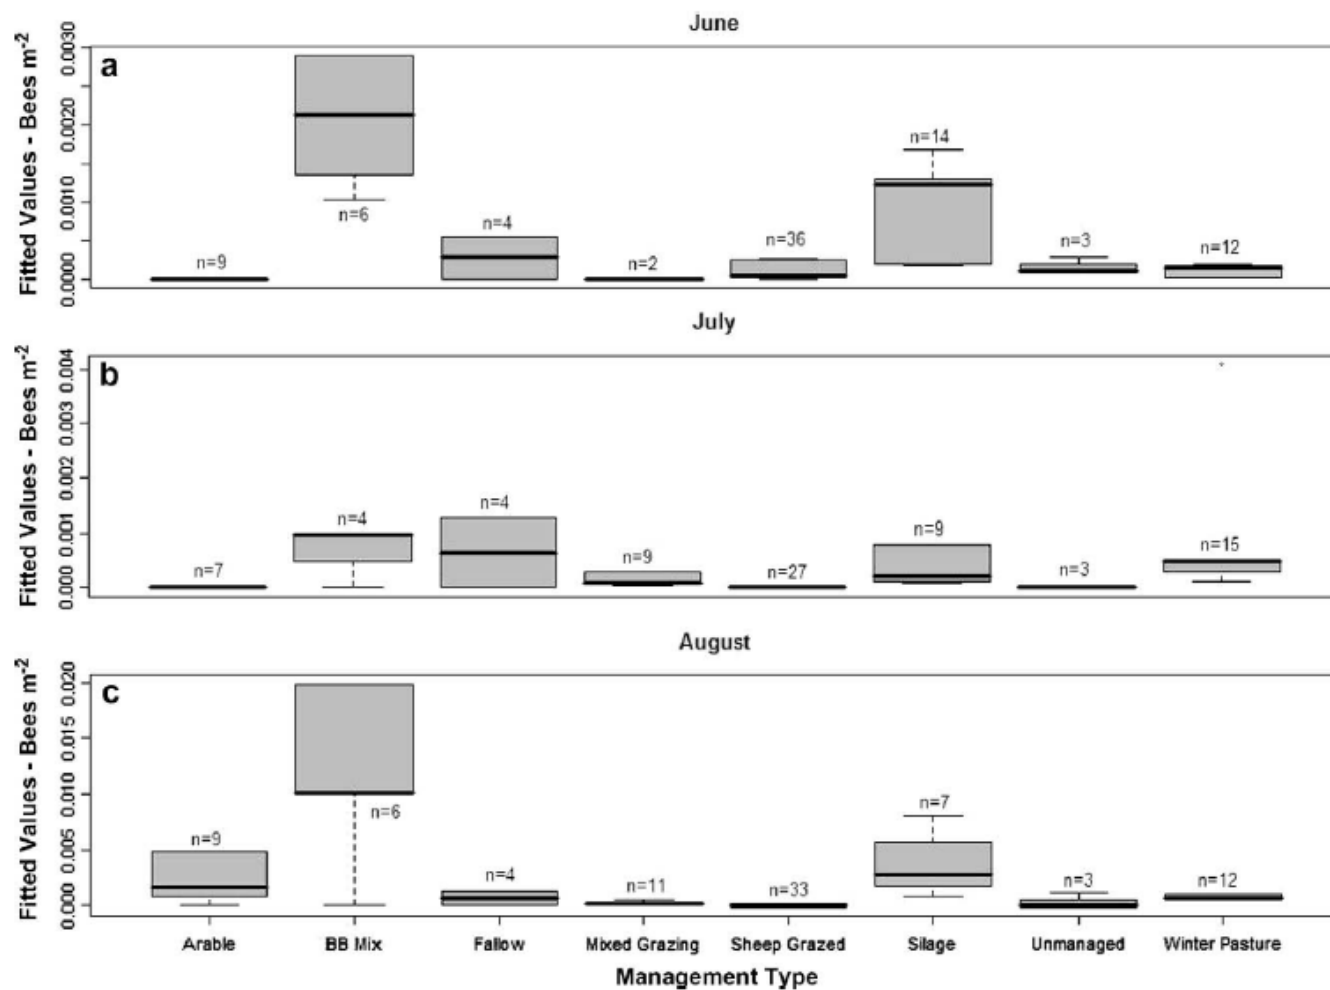 June
a
Fitted Values - Bees m-2
0.0030
0.0020
0.0010
0.0000
n=9
n=6
n=4
n=2
n=36
n=14
n=3
n=12
July
b
Fitted Values - Bees m-2
0.004
0.003
0.002
0.001
0.000
n=7
n=4
n=4
n=9
n=27
n=9
n=3
n=15
August
c
Fitted Values - Bees m-2
0.020
0.015
0.010
0.005
0.000
n=9
n=6
n=4
n=11
n=33
n=7
n=3
n=12
Arable BB Mix Fallow Mixed Grazing Sheep Grazed Silage Unmanaged Winter Pasture
Management Type